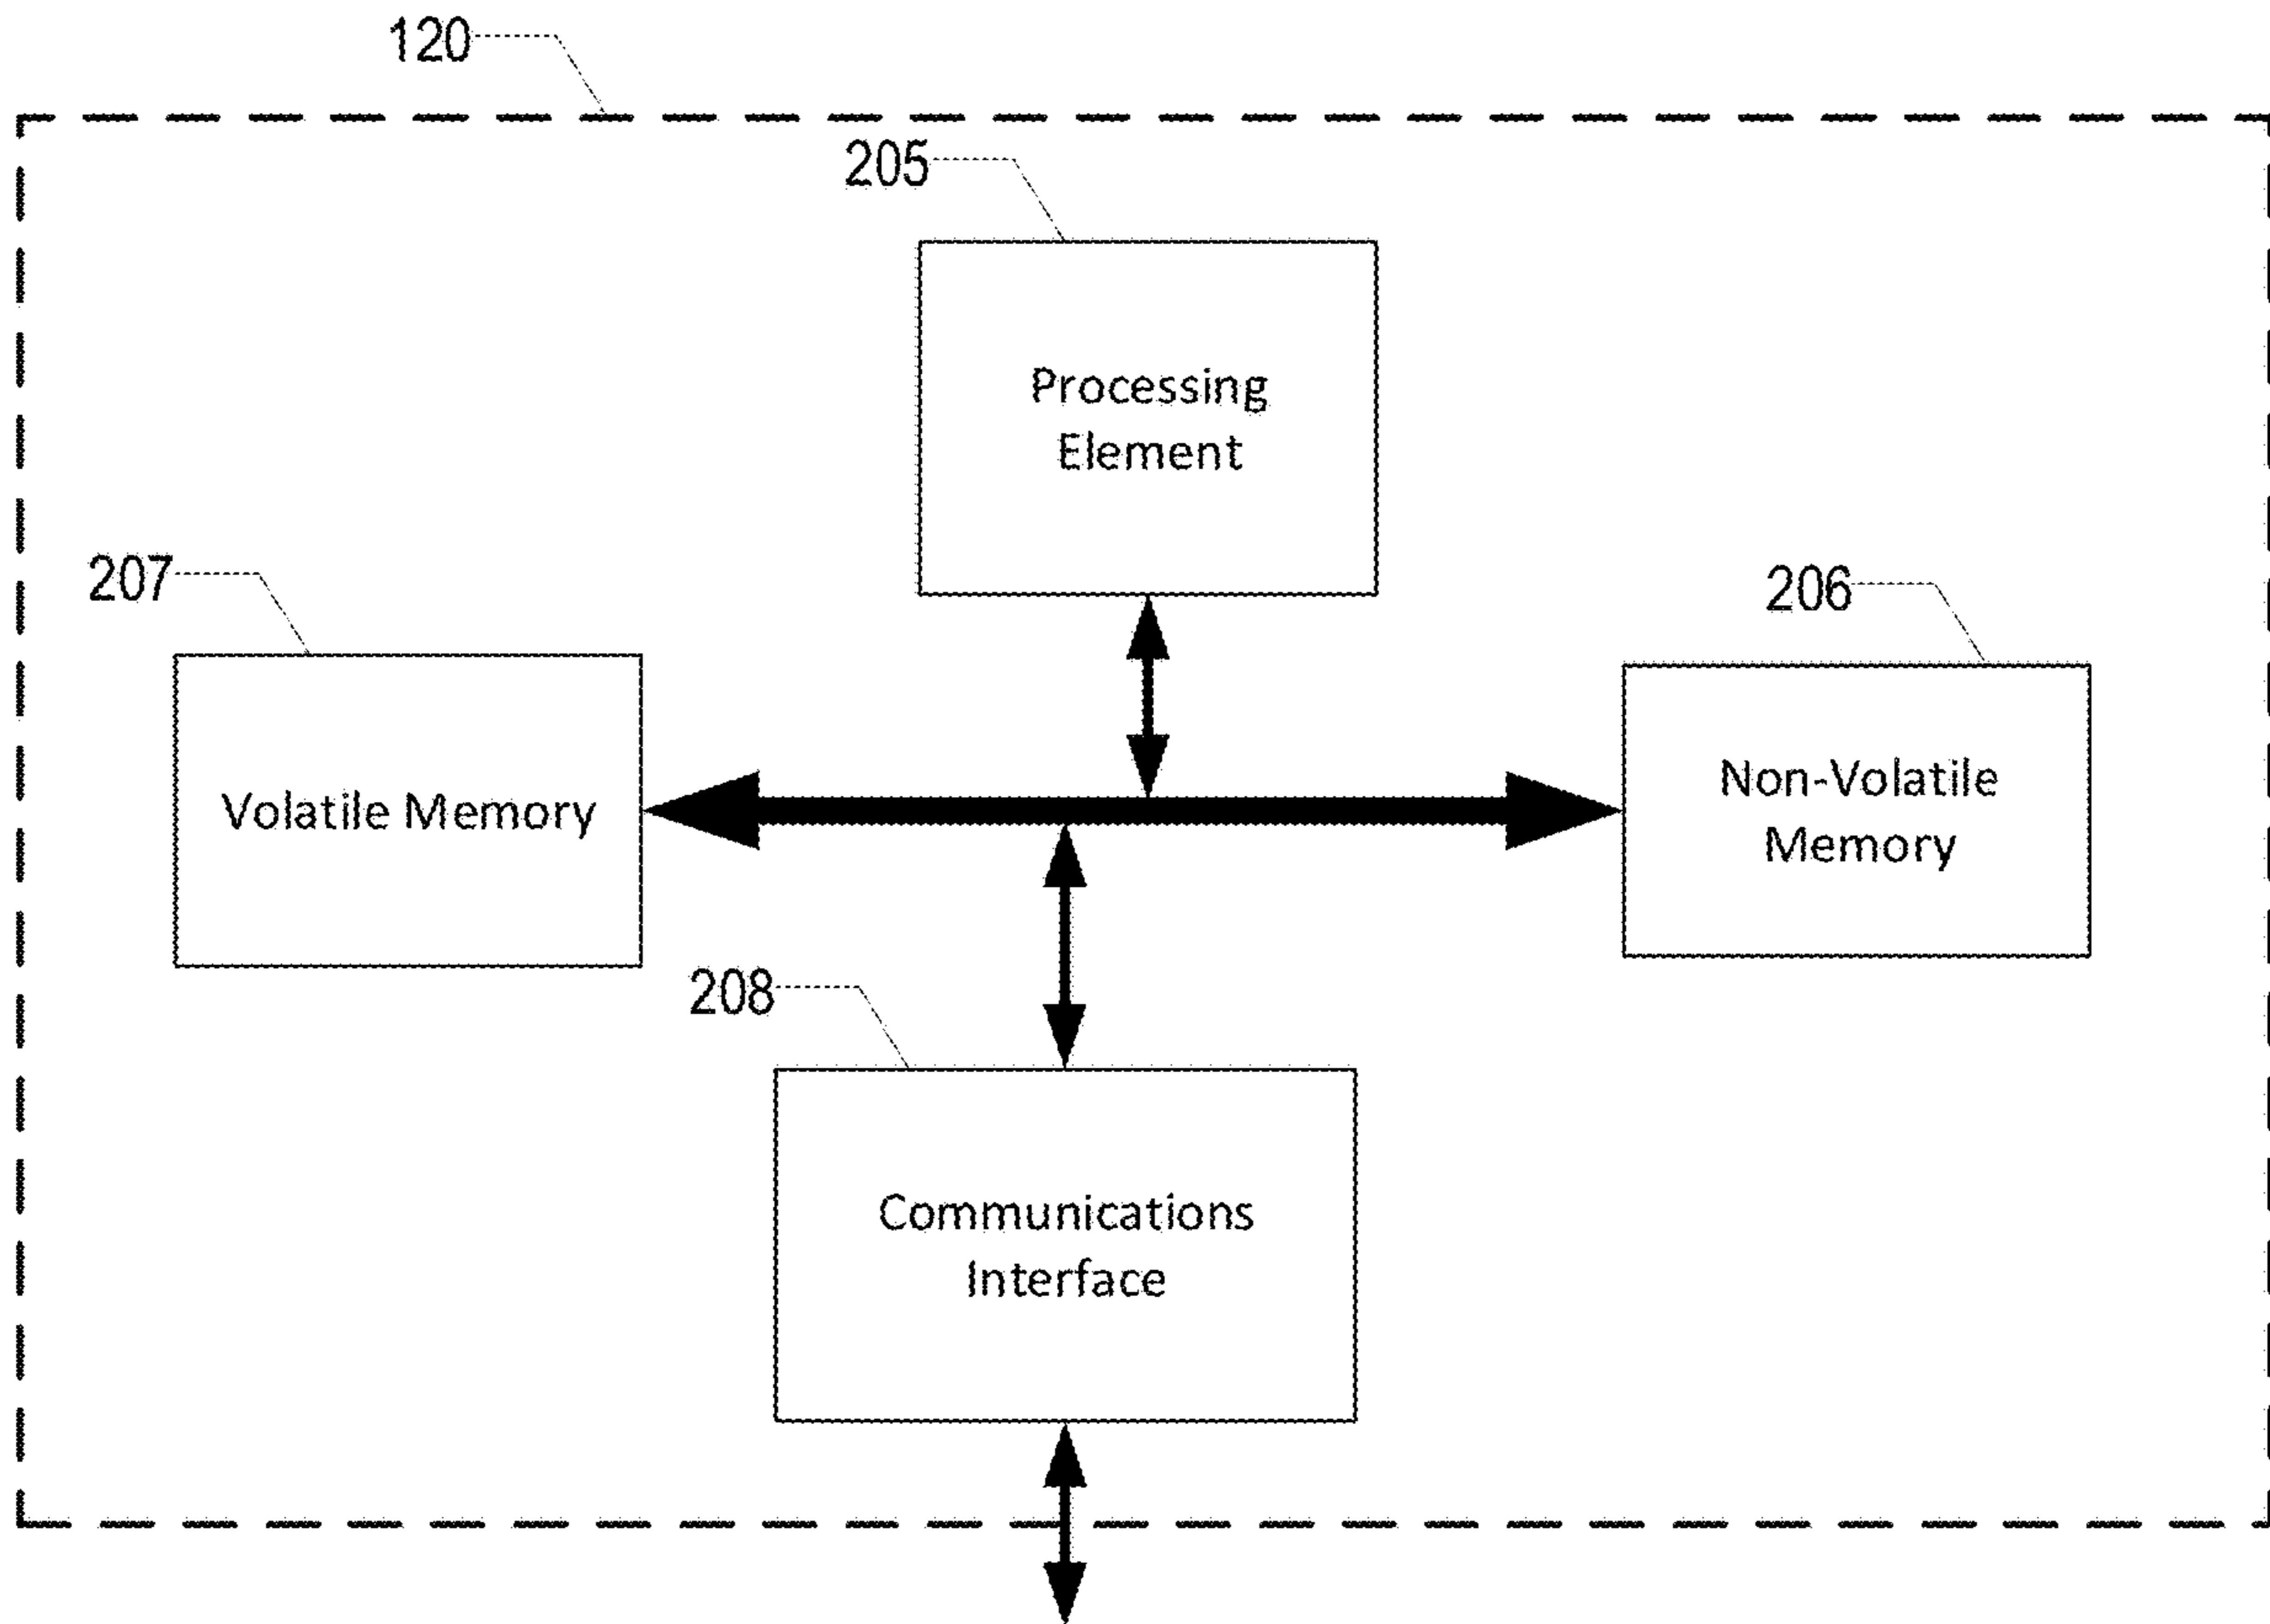 120
205
Processing
Element
207
206
Volatile Memory
Non-Volatile
Memory
208
Communications
Interface